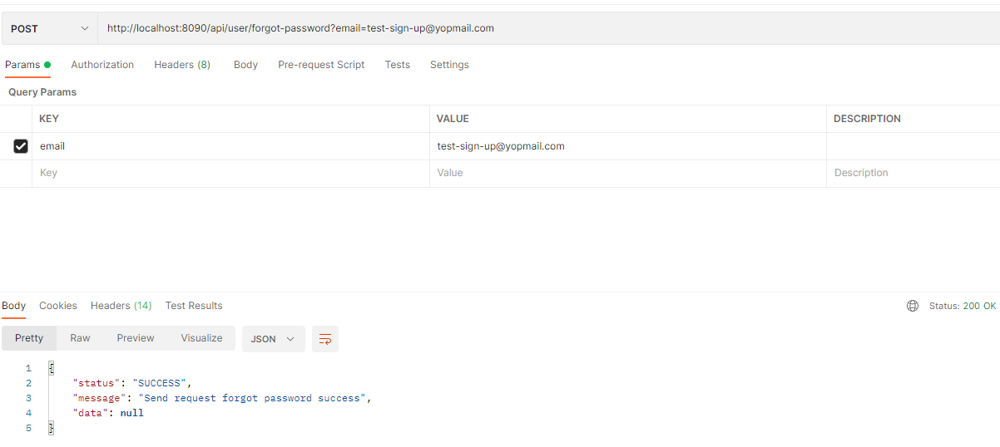 POST http://localhost:8090/api/user/forgot-password?email=test-sign-up@yopmail.com
Params Authorization Headers (8) Body Pre-request Script Tests Settings
Query Params
KEY VALUE DESCRIPTION
email test-sign-up@yopmail.com
Key Value Description
Body Cookies Headers (14) Test Results Status: 200 OK
Pretty Raw Preview Visualize JSON
1 {
2 "status": "SUCCESS",
3 "message": "Send request forgot password success",
4 "data": null
5 }